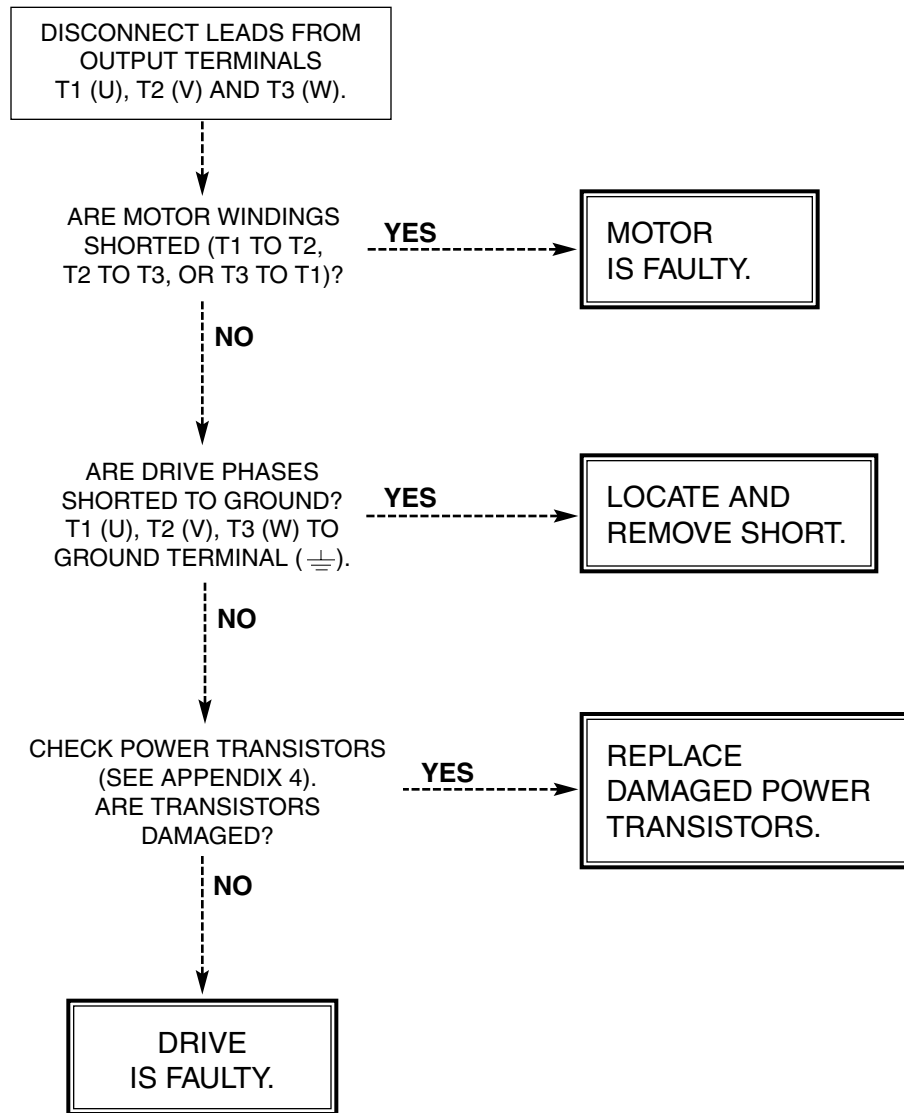 DISCONNECT LEADS FROM
OUTPUT TERMINALS
T1 (U), T2 (V) AND T3 (W).
ARE MOTOR WINDINGS
SHORTED (T1 TO T2,
T2 TO T3, OR T3 TO T1)?
YES
MOTOR
IS FAULTY.
NO
ARE DRIVE PHASES
SHORTED TO GROUND?
T1 (U), T2 (V), T3 (W) TO
GROUND TERMINAL (⏚).
YES
LOCATE AND
REMOVE SHORT.
NO
CHECK POWER TRANSISTORS
(SEE APPENDIX 4).
ARE TRANSISTORS
DAMAGED?
YES
REPLACE
DAMAGED POWER
TRANSISTORS.
NO
DRIVE
IS FAULTY.